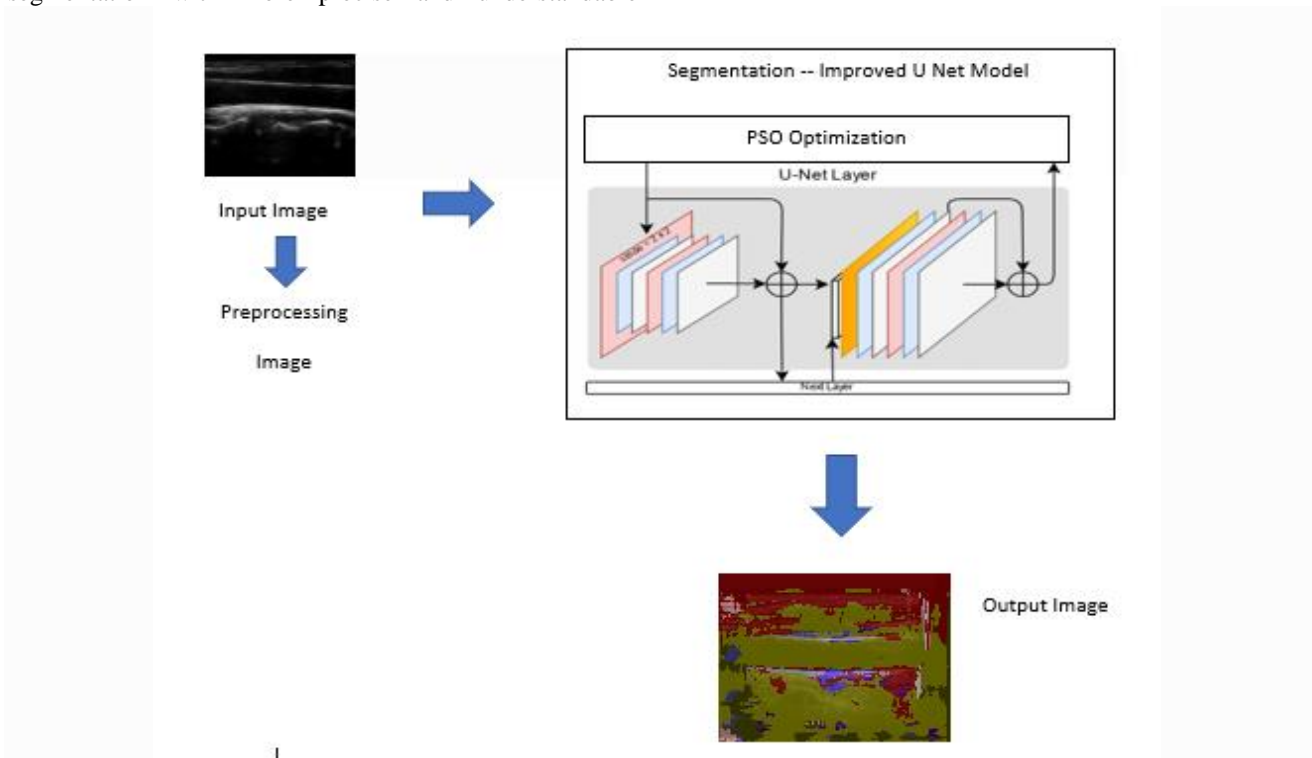 Segmentation -- Improved U Net Model
PSO Optimization
U-Net Layer
Input Image
Preprocessing
Image
Next Layer
Output Image